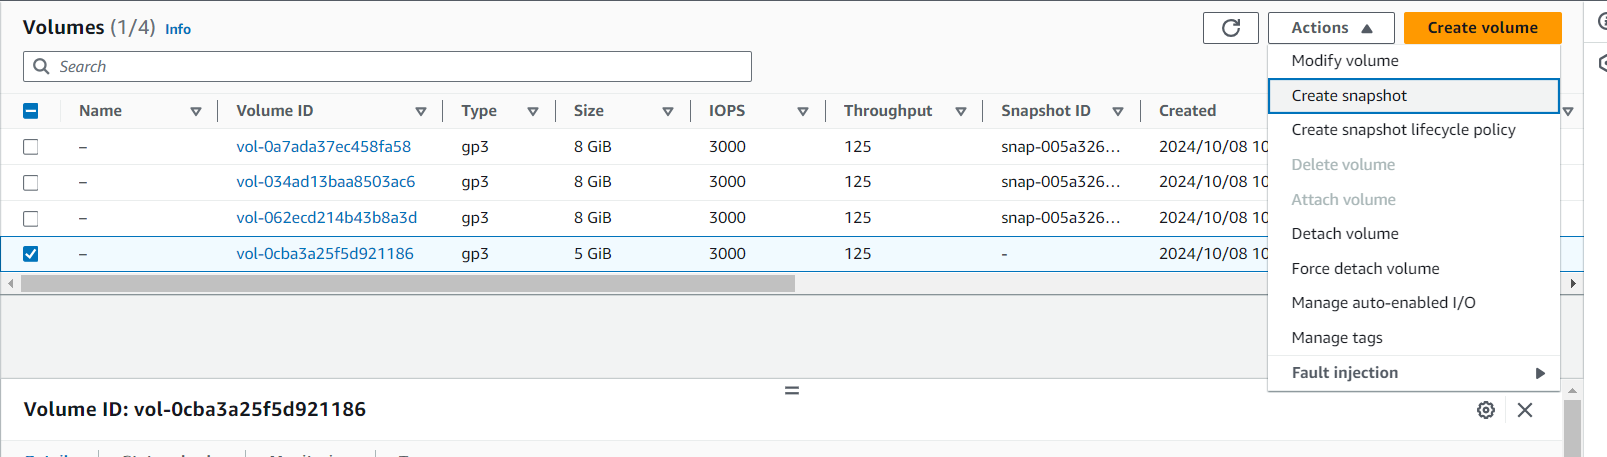 Volumes (1/4) Info
Actions
Create volume
Search
Modify volume
Create snapshot
Create snapshot lifecycle policy
Delete volume
Attach volume
Detach volume
Force detach volume
Manage auto-enabled I/O
Manage tags
Fault injection
Name Volume ID Type Size IOPS Throughput Snapshot ID Created
– vol-0a7ada37ec458fa58 gp3 8 GiB 3000 125 snap-005a326... 2024/10/08 10
– vol-034ad13baa8503ac6 gp3 8 GiB 3000 125 snap-005a326... 2024/10/08 10
– vol-062ecd214b43b8a3d gp3 8 GiB 3000 125 snap-005a326... 2024/10/08 10
– vol-0cba3a25f5d921186 gp3 5 GiB 3000 125 - 2024/10/08 10
Volume ID: vol-0cba3a25f5d921186